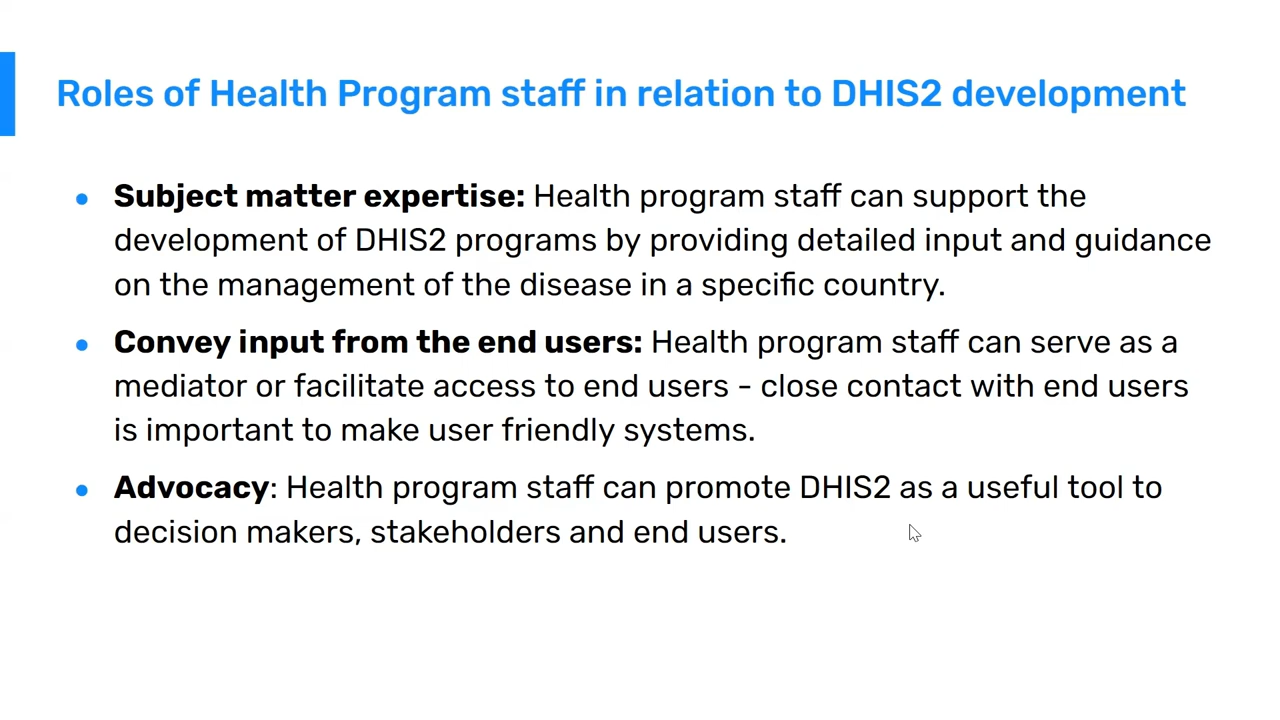 Roles of Health Program staff in relation to DHIS2 development
● Subject matter expertise: Health program staff can support the
development of DHIS2 programs by providing detailed input and guidance
on the management of the disease in a specific country.
● Convey input from the end users: Health program staff can serve as a
mediator or facilitate access to end users - close contact with end users
is important to make user friendly systems.
● Advocacy: Health program staff can promote DHIS2 as a useful tool to
decision makers, stakeholders and end users.